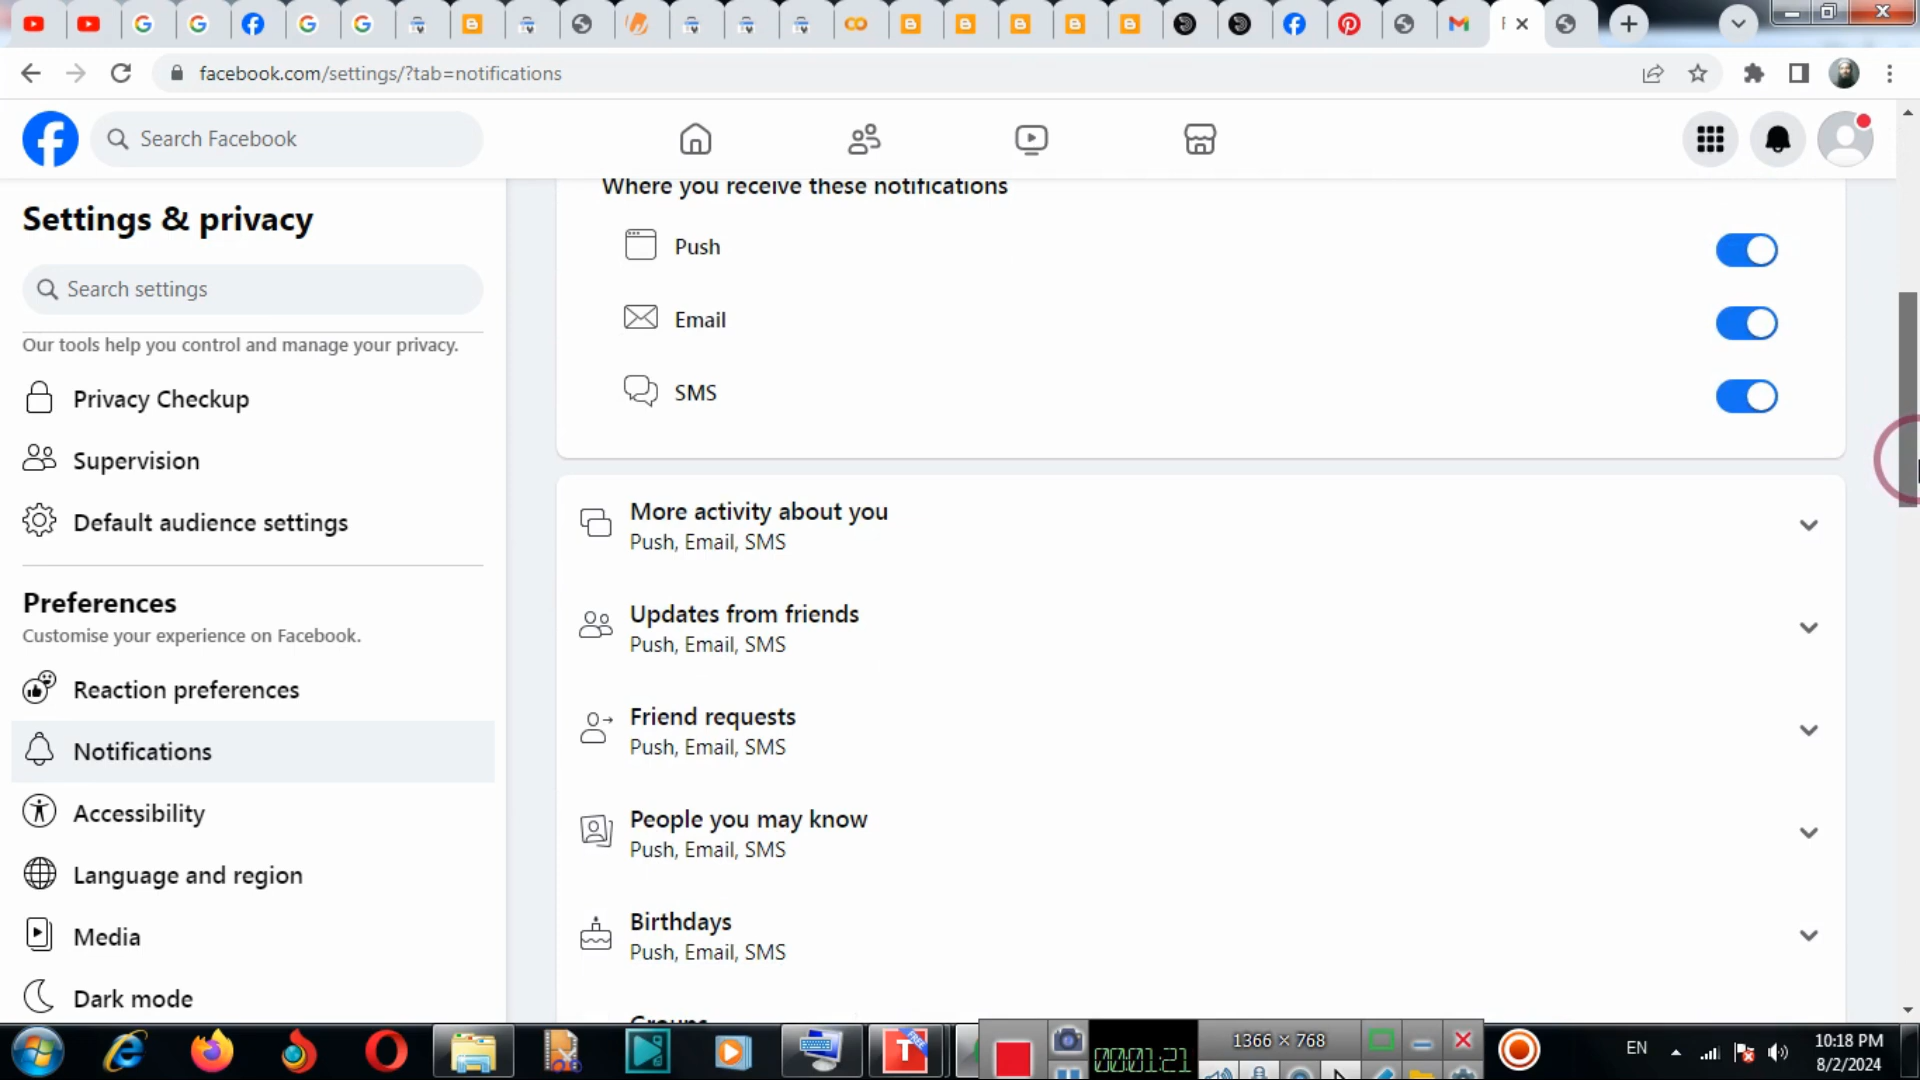 facebook.com/settings/?tab=notifications
Search Facebook
Settings & privacy
Search settings
Our tools help you control and manage your privacy.
Privacy Checkup
Supervision
Default audience settings
Preferences
Customise your experience on Facebook.
Reaction preferences
Notifications
Accessibility
Language and region
Media
Dark mode
Where you receive these notifications
Push
Email
SMS
More activity about you
Push, Email, SMS
Updates from friends
Push, Email, SMS
Friend requests
Push, Email, SMS
People you may know
Push, Email, SMS
Birthdays
Push, Email, SMS
Groups
00:01:21
1366 × 768
EN
10:18 PM
8/2/2024